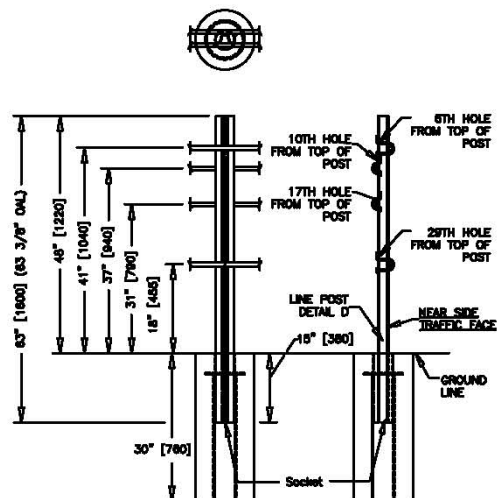 6TH HOLE
FROM TOP OF
POST
10TH HOLE
FROM TOP OF
POST
17TH HOLE
FROM TOP OF
POST
29TH HOLE
FROM TOP OF
POST
63" [1600] (63 3/8" OAL)
48" [1220]
41" [1040]
37" [940]
31" [790]
18" [455]
LINE POST
DETAIL D
NEAR SIDE
TRAFFIC FACE
15" [380]
GROUND
LINE
30" [760]
Socket